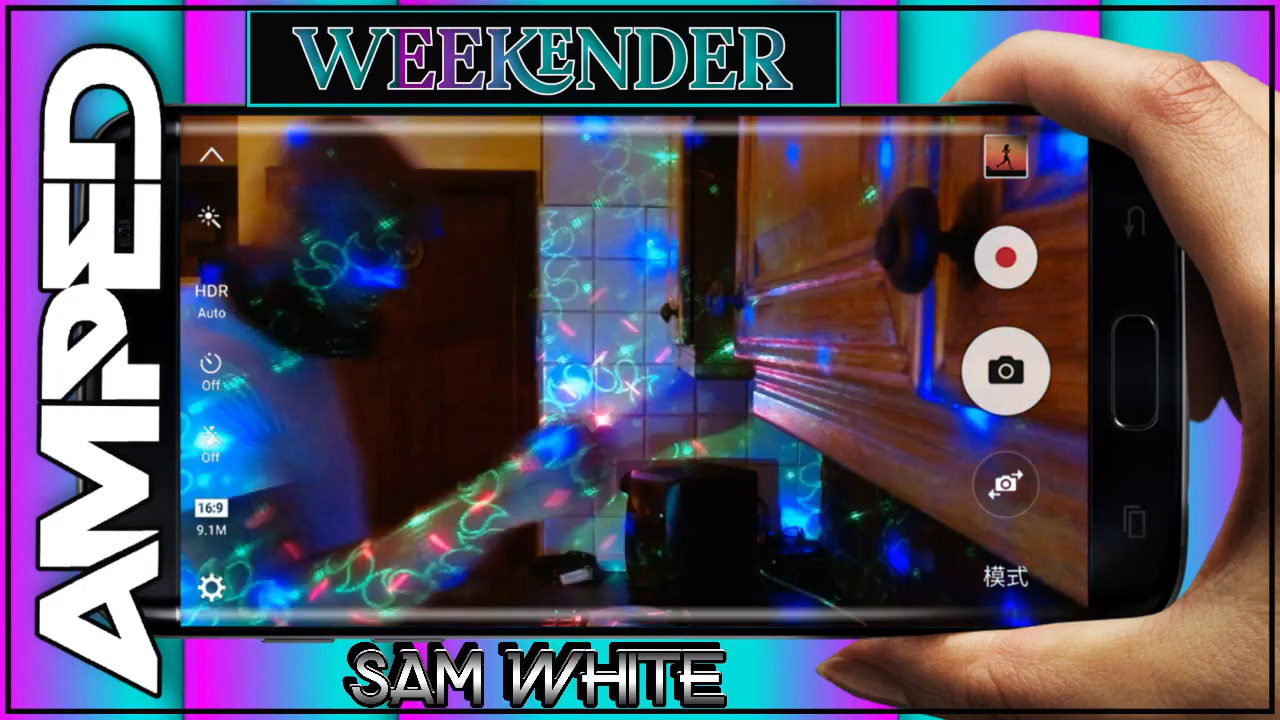 WEEKENDER
AMPED
HDR
Auto
Off
Off
16:9
9.1M
模式
SAM WHITE